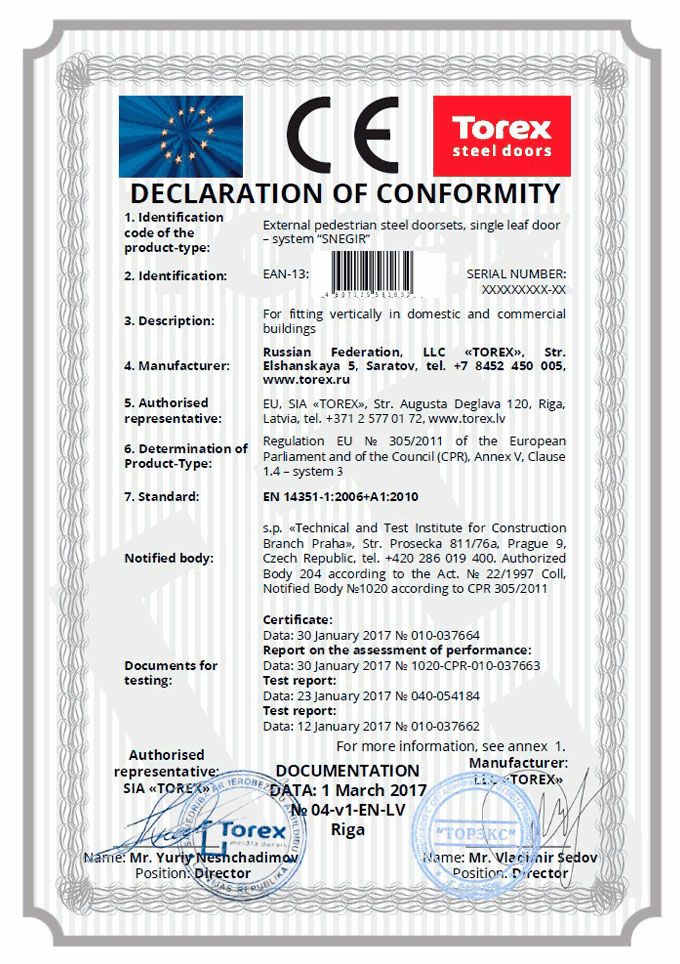 CE
Torex
steel doors
DECLARATION OF CONFORMITY
1. Identification
code of the
product-type:
External pedestrian steel doorsets, single leaf door
– system “SNEGIR”
2. Identification:
EAN-13:
SERIAL NUMBER:
XXXXXXXXX-XX
3. Description:
For fitting vertically in domestic and commercial
buildings
4. Manufacturer:
Russian Federation, LLC «TOREX», Str.
Elshanskaya 5, Saratov, tel. +7 8452 450 005,
www.torex.ru
5. Authorised
representative:
EU, SIA «TOREX», Str. Augusta Deglava 120, Riga,
Latvia, tel. +371 2 577 01 72, www.torex.lv
6. Determination of
Product-Type:
Regulation EU № 305/2011 of the European
Parliament and of the Council (CPR), Annex V, Clause
1.4 – system 3
7. Standard:
EN 14351-1:2006+A1:2010
Notified body:
s.p. «Technical and Test Institute for Construction
Branch Praha», Str. Prosecka 811/76a, Prague 9,
Czech Republic, tel. +420 286 019 400. Authorized
Body 204 according to the Act. № 22/1997 Coll,
Notified Body №1020 according to CPR 305/2011
Documents for
testing:
Certificate:
Data: 30 January 2017 № 010-037664
Report on the assessment of performance:
Data: 30 January 2017 № 1020-CPR-010-037663
Test report:
Data: 23 January 2017 № 040-054184
Test report:
Data: 12 January 2017 № 010-037662
For more information, see annex 1.
Authorised
representative:
SIA «TOREX»
DOCUMENTATION
DATA: 1 March 2017
№ 04-v1-EN-LV
Riga
Manufacturer:
LLC «TOREX»
Torex
"ТОРЭКС"
Name: Mr. Yuriy Neshchadimov
Position: Director
Name: Mr. Vladimir Sedov
Position: Director